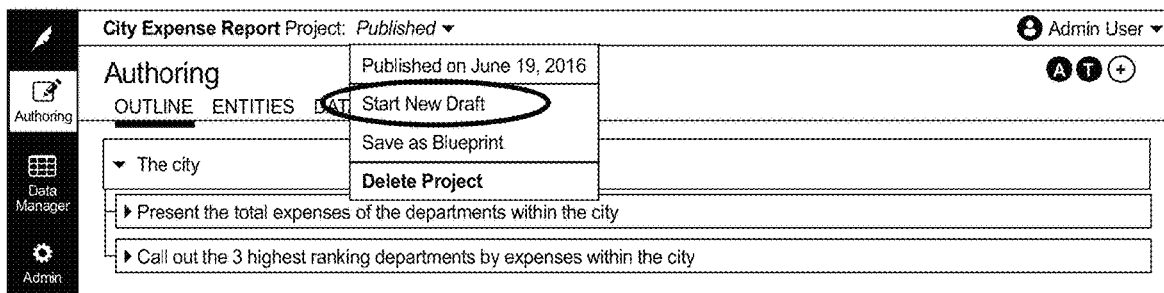 City Expense Report Project: Published
Admin User
Authoring
Published on June 19, 2016
A T +
Authoring
OUTLINE ENTITIES DAT
Start New Draft
Save as Blueprint
The city
Delete Project
Data
Manager
Present the total expenses of the departments within the city
Call out the 3 highest ranking departments by expenses within the city
Admin